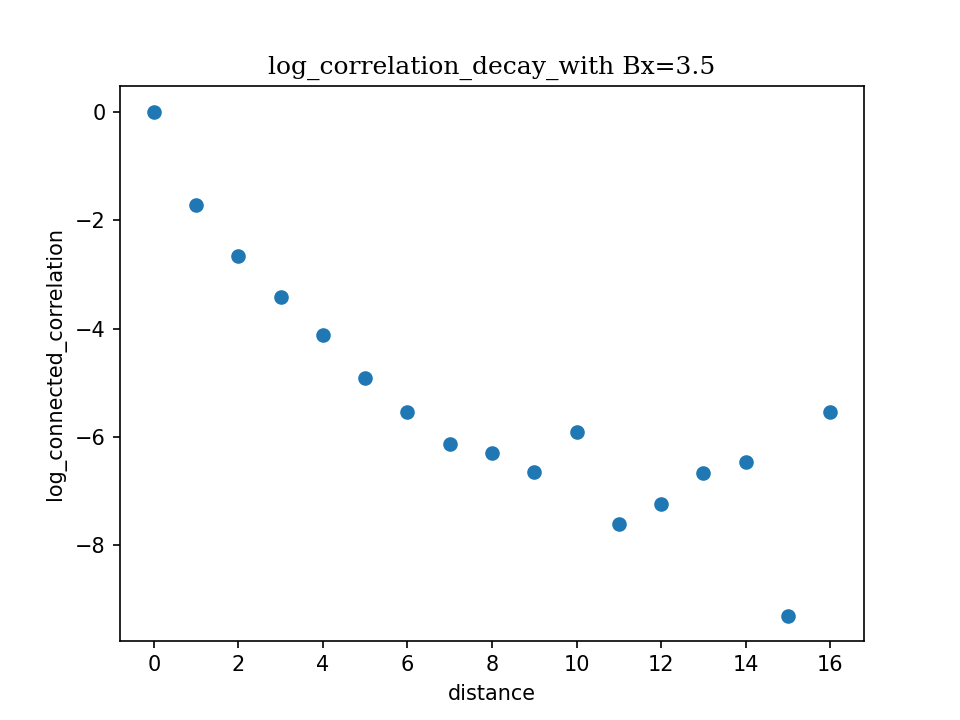 log_correlation_decay_with Bx=3.5
0
−2
−4
−6
−8
log_connected_correlation
0 2 4 6 8 10 12 14 16
distance